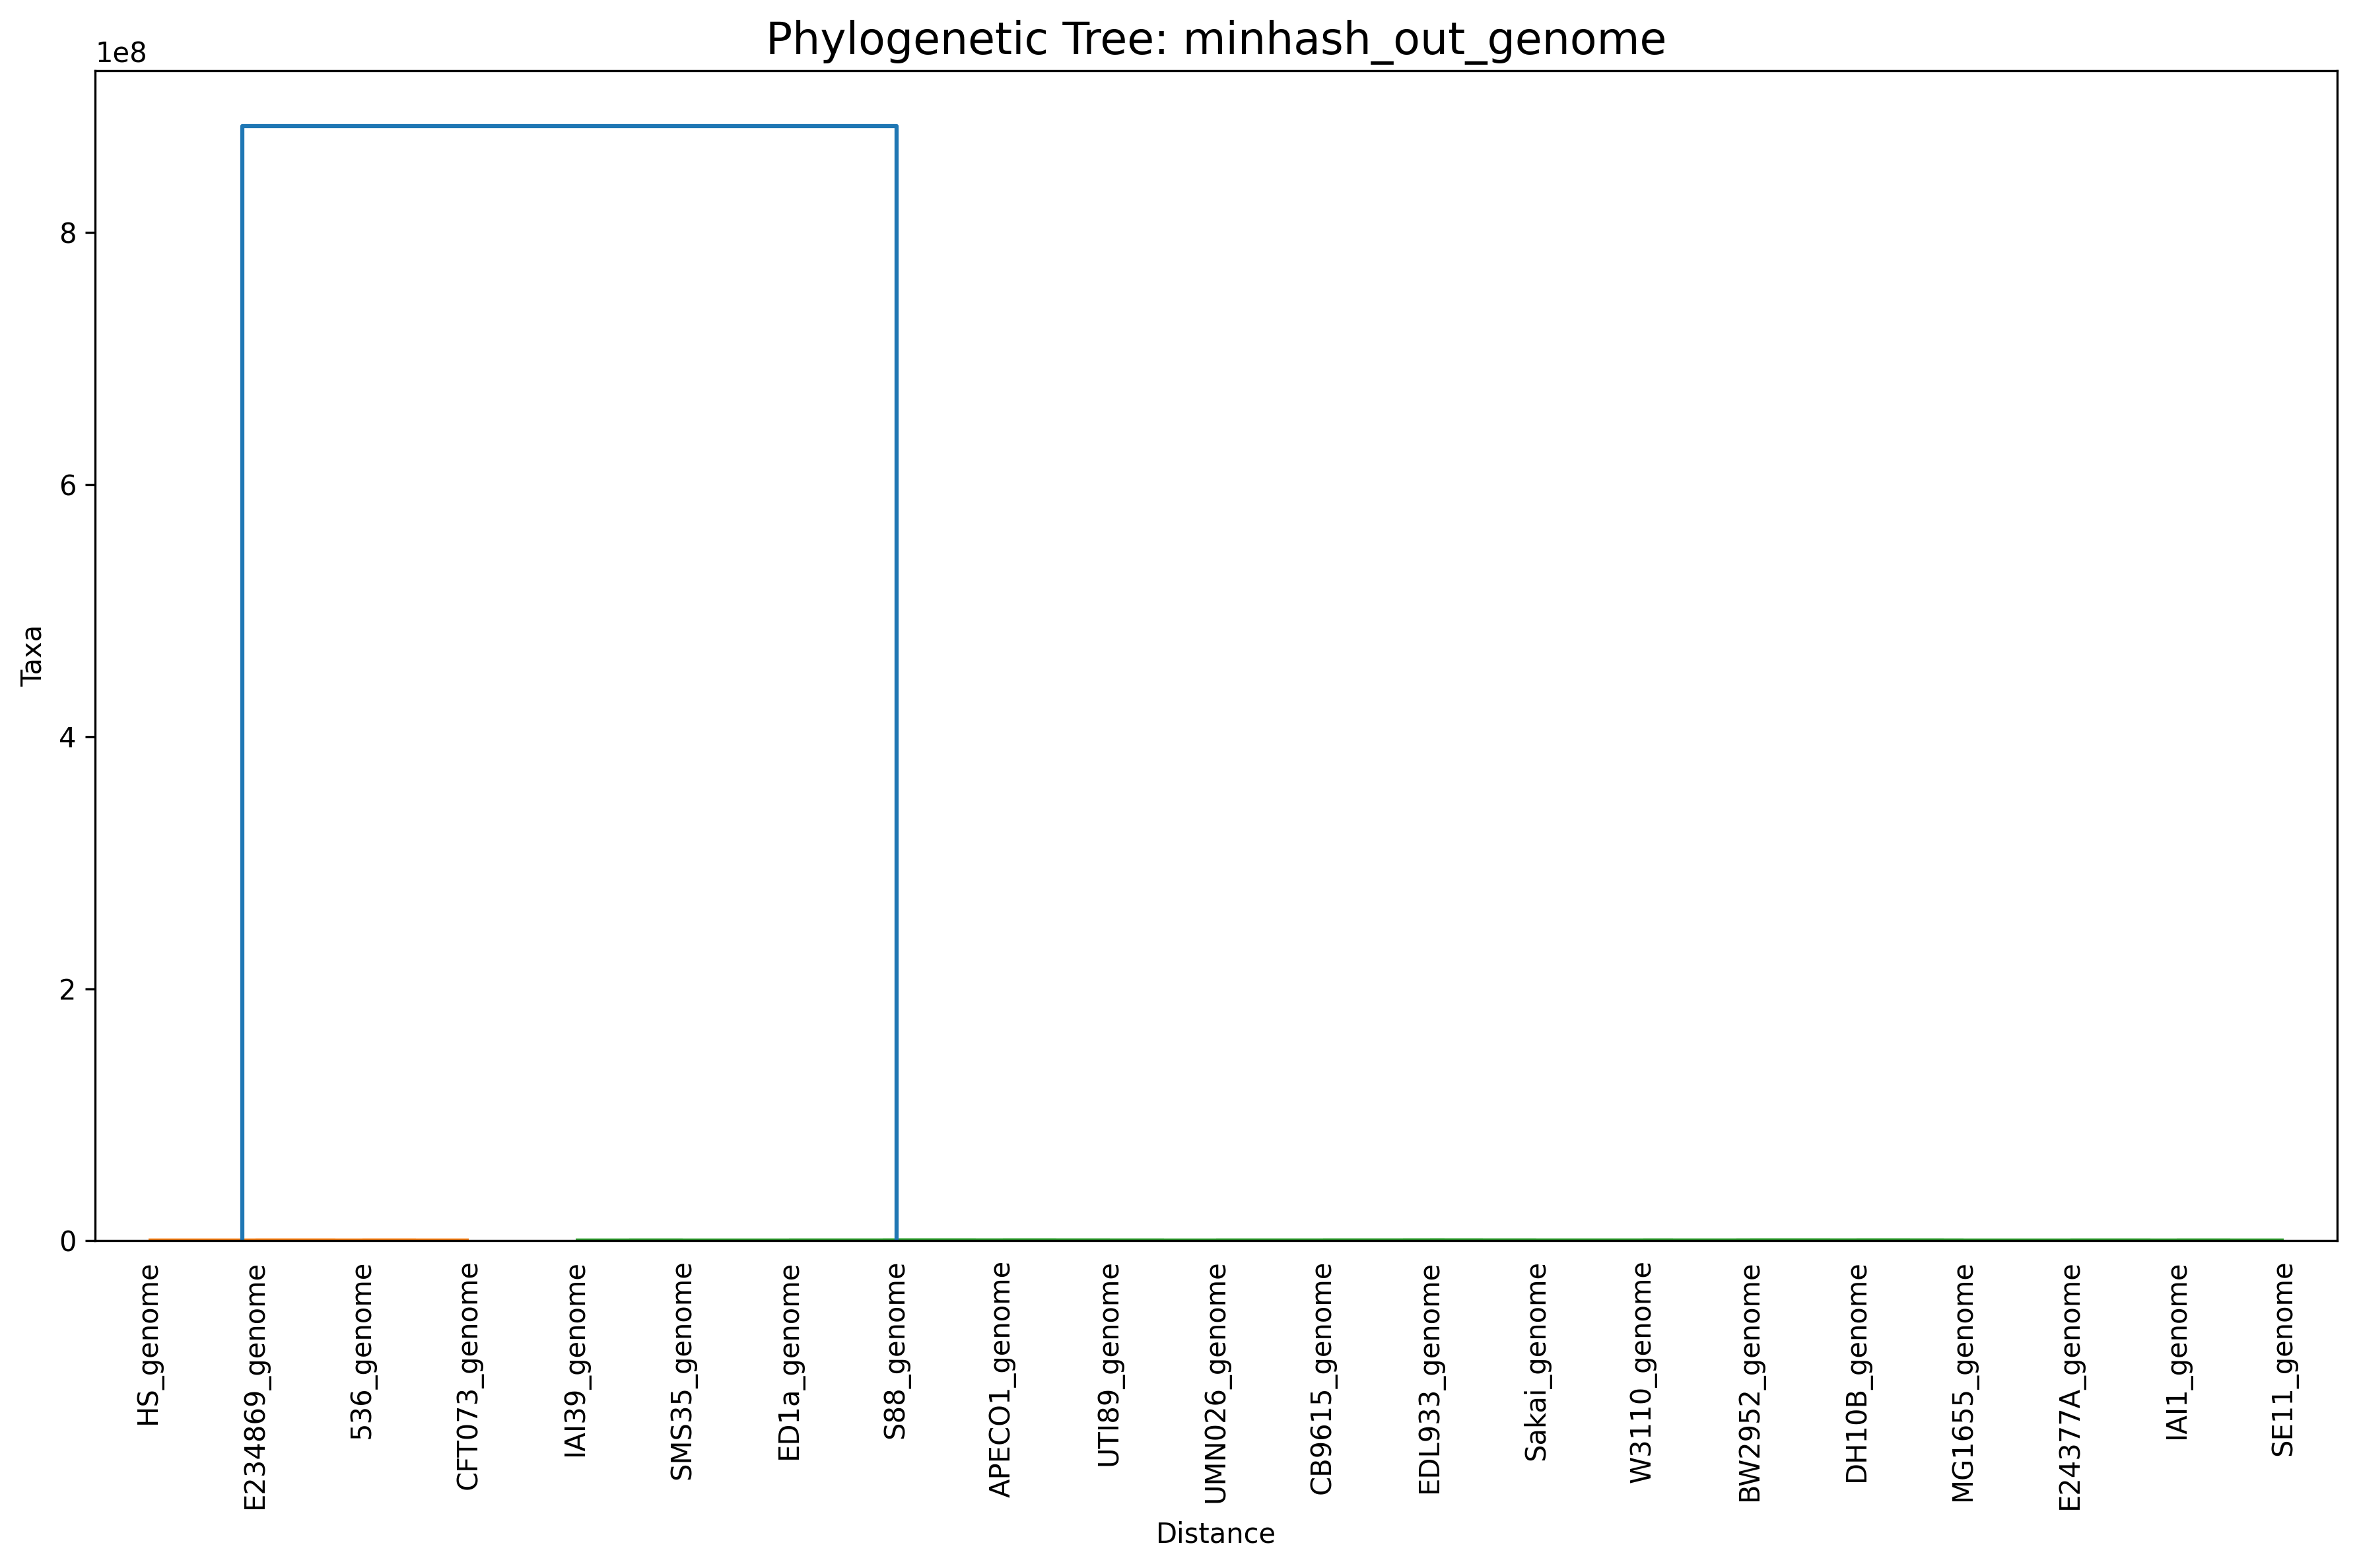 Phylogenetic Tree: minhash_out_genome
1e8
8
6
4
2
0
Taxa
HS_genome
E234869_genome
536_genome
CFT073_genome
IAI39_genome
SMS35_genome
ED1a_genome
S88_genome
APECO1_genome
UTI89_genome
UMN026_genome
CB9615_genome
EDL933_genome
Sakai_genome
W3110_genome
BW2952_genome
DH10B_genome
MG1655_genome
E24377A_genome
IAI1_genome
SE11_genome
Distance